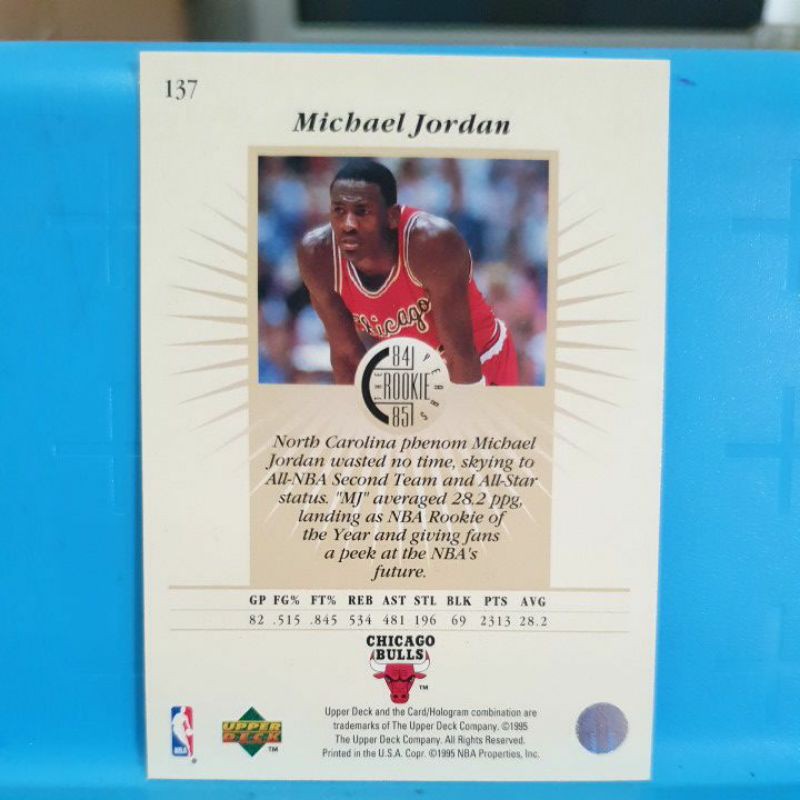 137
Michael Jordan
Chicago
84
THE ROOKIE YEARS
85
North Carolina phenom Michael
Jordan wasted no time, skying to
All-NBA Second Team and All-Star
status. "MJ" averaged 28.2 ppg,
landing as NBA Rookie of
the Year and giving fans
a peek at the NBA's
future.
GP FG% FT% REB AST STL BLK PTS AVG
82 .515 .845 534 481 196 69 2313 28.2
CHICAGO
BULLS
TM
Upper Deck and the Card/Hologram combination are
trademarks of The Upper Deck Company. ©1995
The Upper Deck Company. All Rights Reserved.
Printed in the U.S.A. Copr. ©1995 NBA Properties, Inc.
NBA
®
UPPER
DECK
TM